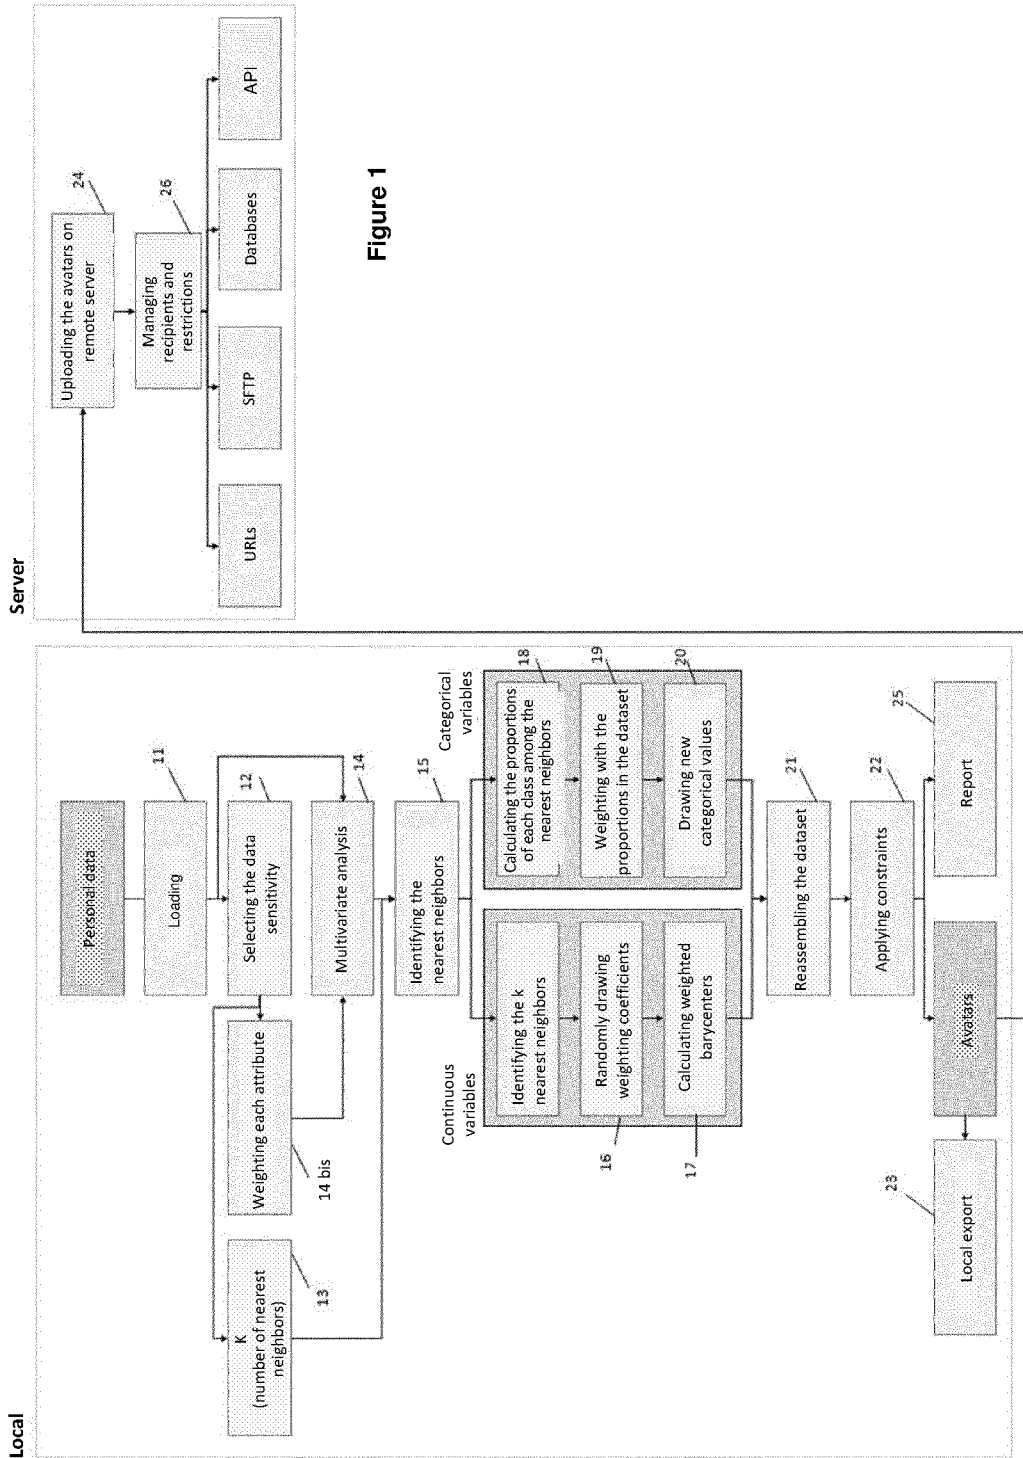 Local
Personal data
Loading
11
Selecting the data
sensitivity
12
Weighting each attribute
14 bis
K
(number of nearest
neighbors)
13
Multivariate analysis
14
Identifying the
nearest neighbors
15
Continuous
variables
Identifying the k
nearest neighbors
Randomly drawing
weighting coefficients
16
Calculating weighted
barycenters
17
Categorical
variables
Calculating the proportions
of each class among the
nearest neighbors
18
Weighting with the
proportions in the dataset
19
Drawing new
categorical values
20
Reassembling the dataset
21
Applying constraints
22
Local export
23
Avatars
Report
25
Server
Uploading the avatars on
remote server
24
Managing
recipients and
restrictions
26
URLs
SFTP
Databases
API
Figure 1